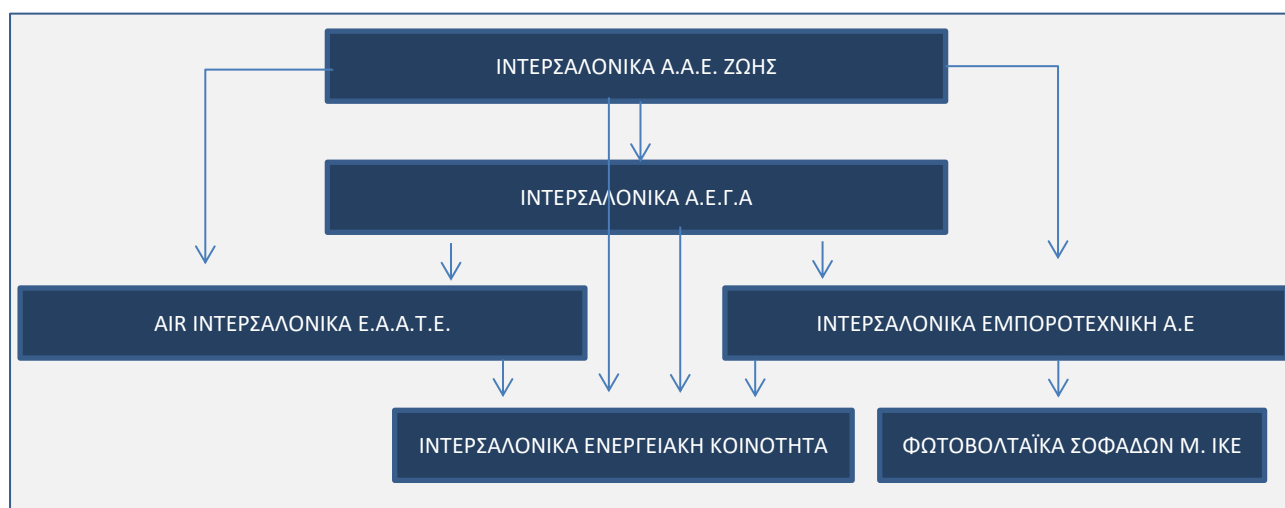 ΙΝΤΕΡΣΑΛΟΝΙΚΑ Α.Α.Ε. ΖΩΗΣ
ΙΝΤΕΡΣΑΛΟΝΙΚΑ Α.Ε.Γ.Α
AIR ΙΝΤΕΡΣΑΛΟΝΙΚΑ Ε.Α.Α.Τ.Ε.
ΙΝΤΕΡΣΑΛΟΝΙΚΑ ΕΜΠΟΡΟΤΕΧΝΙΚΗ Α.Ε
ΙΝΤΕΡΣΑΛΟΝΙΚΑ ΕΝΕΡΓΕΙΑΚΗ ΚΟΙΝΟΤΗΤΑ
ΦΩΤΟΒΟΛΤΑΪΚΑ ΣΟΦΑΔΩΝ Μ. ΙΚΕ